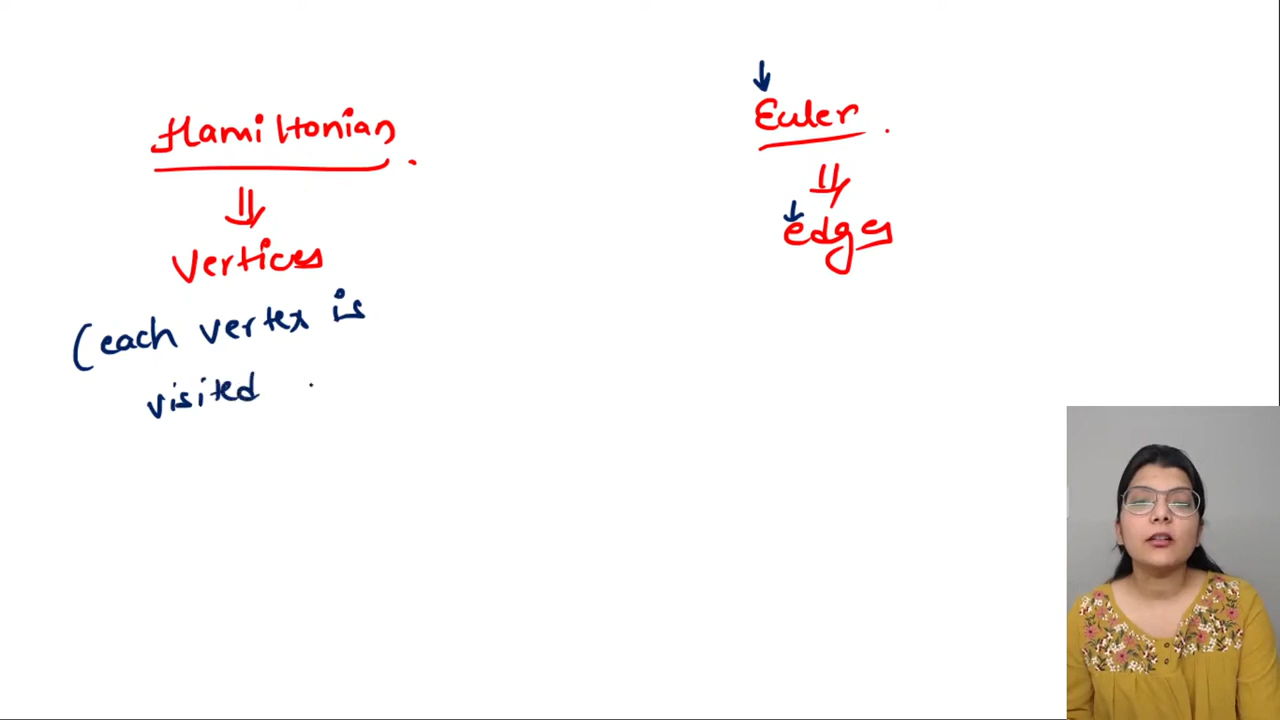 Hamiltonian.
⇓
Vertices
(each vertex is
visited
↓
Euler.
⇓
↓
edges